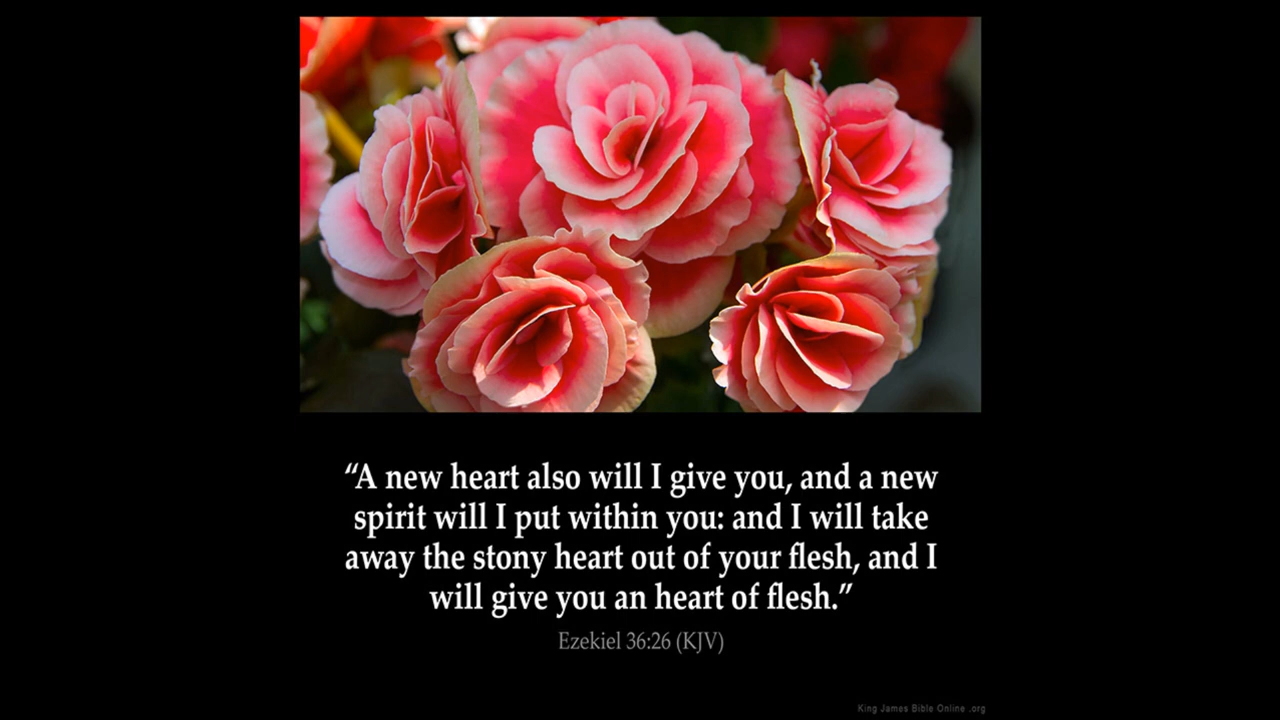 “A new heart also will I give you, and a new
spirit will I put within you: and I will take
away the stony heart out of your flesh, and I
will give you an heart of flesh.”
Ezekiel 36:26 (KJV)
King James Bible Online .org